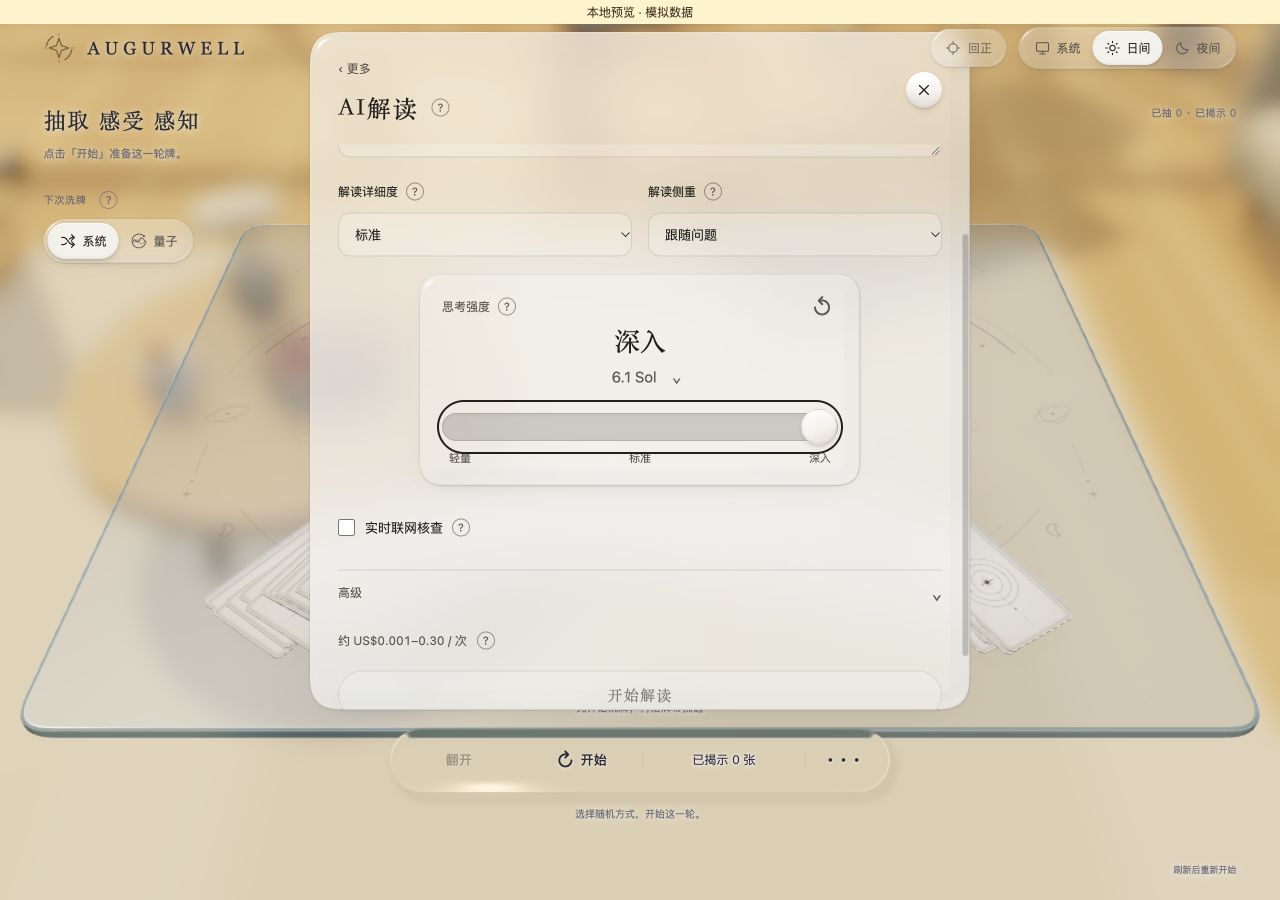 本地预览 · 模拟数据
AUGURWELL
回正
系统
日间
夜间
‹ 更多
AI解读 ?
抽取 感受 感知
点击「开始」准备这一轮牌。
已抽 0 · 已揭示 0
下次洗牌 ?
系统
量子
解读详细度 ?
解读侧重 ?
标准
跟随问题
思考强度 ?
深入
6.1 Sol
轻量
标准
深入
实时联网核查 ?
高级
约 US$0.001–0.30 / 次 ?
开始解读
翻开
开始
已揭示 0 张
选择随机方式，开始这一轮。
刷新后重新开始